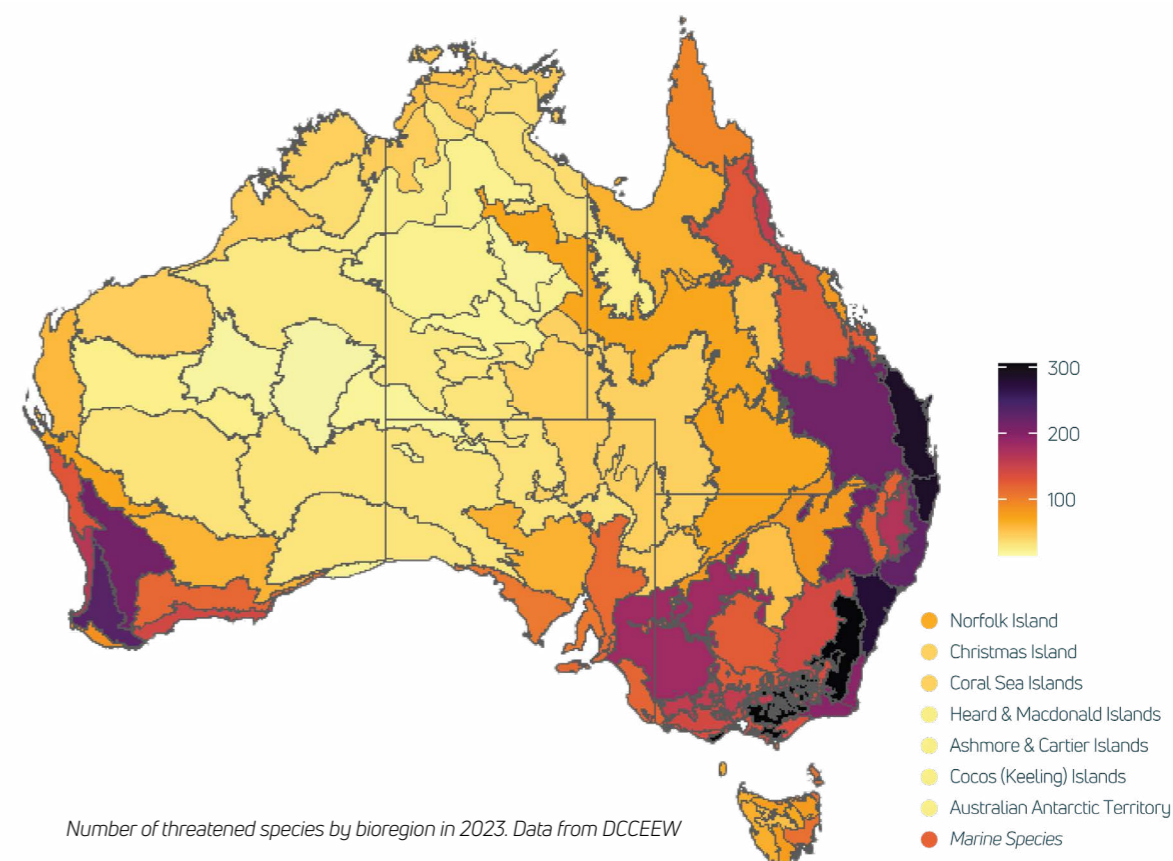 300
200
100
Norfolk Island
Christmas Island
Coral Sea Islands
Heard & Macdonald Islands
Ashmore & Cartier Islands
Cocos (Keeling) Islands
Australian Antarctic Territory
Marine Species
Number of threatened species by bioregion in 2023. Data from DCCEEW